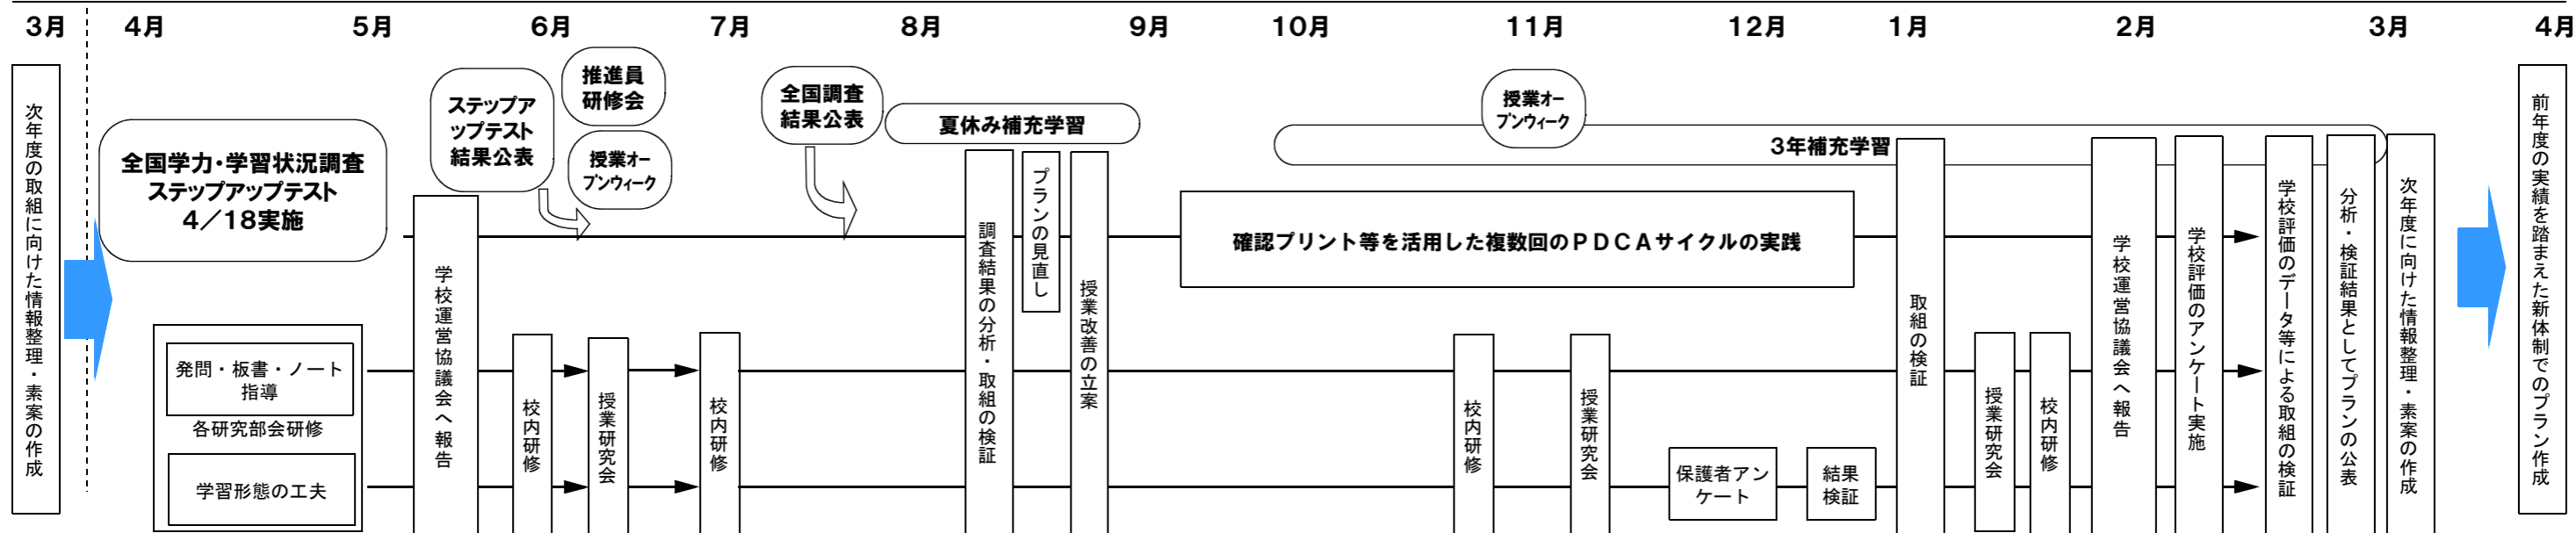 3月 4月 5月 6月 7月 8月 9月 10月 11月 12月 1月 2月 3月 4月
次年度の取組に向けた情報整理・素案の作成
全国学力・学習状況調査
ステップアップテスト
4/18実施
発問・板書・ノート
指導
各研究部会研修
学習形態の工夫
ステップア
ップテスト
結果公表
学校運営協議会へ報告
推進員
研修会
授業オー
プンウィーク
校内研修
授業研究会
校内研修
全国調査
結果公表
夏休み補充学習
調査結果の分析・取組の検証
プランの見直し
授業改善の立案
授業オー
プンウィーク
3年補充学習
確認プリント等を活用した複数回のPDCAサイクルの実践
校内研修
授業研究会
保護者アン
ケート
結果
検証
取組の検証
授業研究会
校内研修
学校運営協議会へ報告
学校評価のアンケート実施
学校評価のデータ等による取組の検証
分析・検証結果としてプランの公表
次年度に向けた情報整理・素案の作成
前年度の実績を踏まえた新体制でのプラン作成